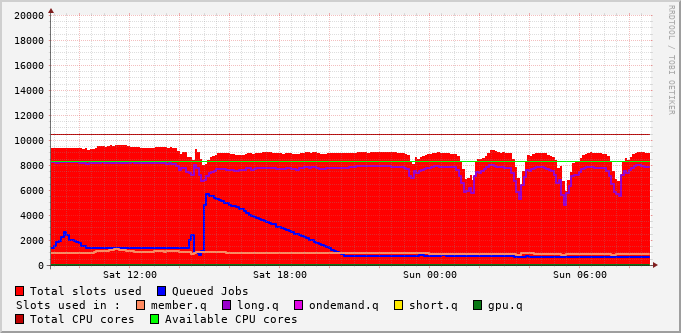 20000
18000
16000
14000
12000
10000
8000
6000
4000
2000
0
Sat 12:00 Sat 18:00 Sun 00:00 Sun 06:00
Total slots used Queued Jobs
Slots used in : member.q long.q ondemand.q short.q gpu.q
Total CPU cores Available CPU cores
RRDTOOL / TOBI OETIKER